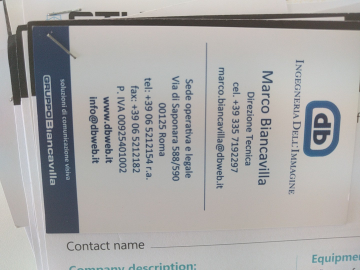 db
INGEGNERIA DELL'IMMAGINE
Marco Biancavilla
Direzione Tecnica
cel. +39 335 7192297
marco.biancavilla@dbweb.it
Sede operativa e legale
Via di Saponara 588/590
00125 Roma
tel: +39 06 5212154 r.a.
fax: +39 06 5212182
P. IVA 00925401002
www.dbweb.it
info@dbweb.it
soluzioni di comunicazione visiva
GRUPPO Biancavilla
Contact name
Company description:
Equipme